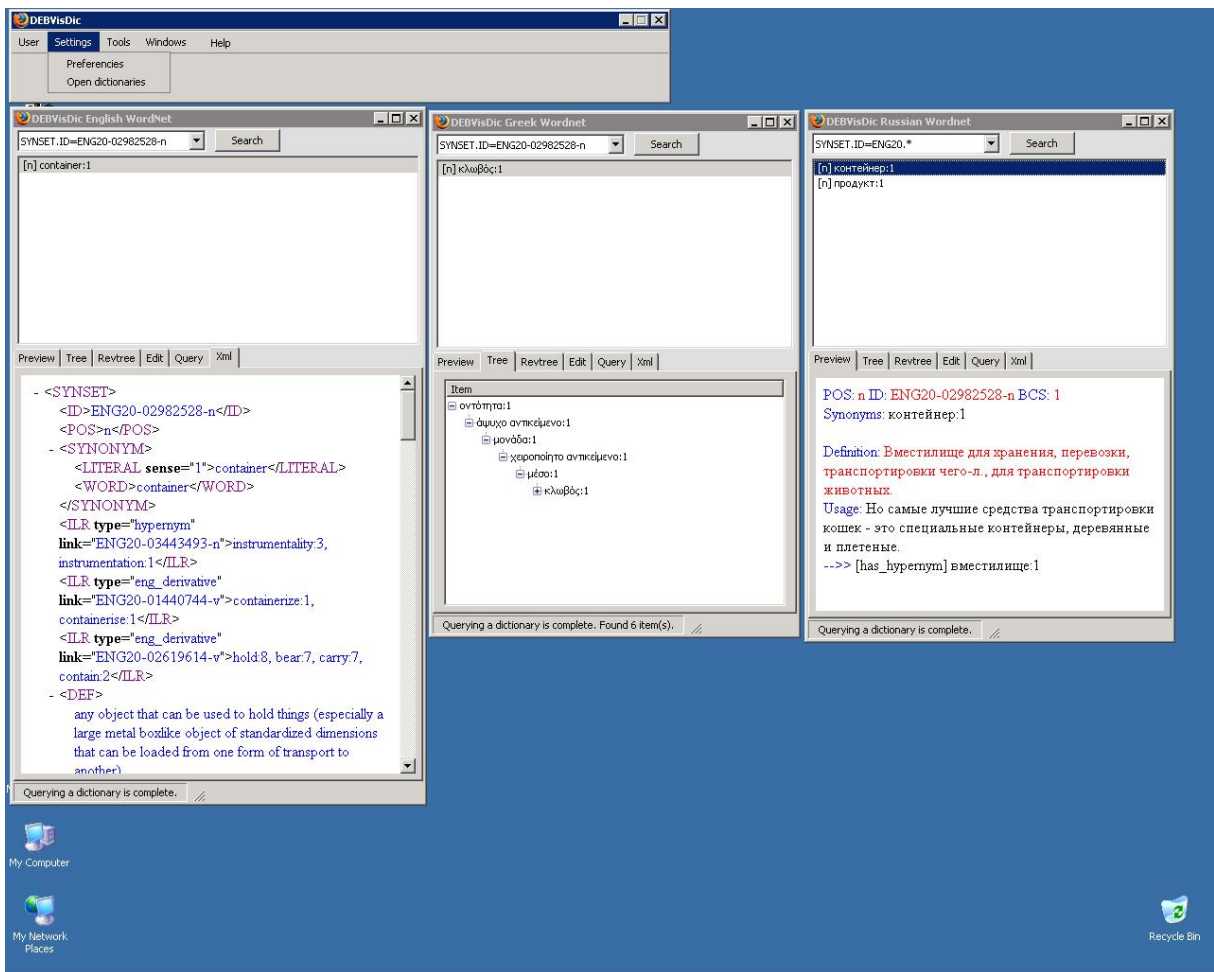 DEBVisDic
User Settings Tools Windows Help
Preferencies
Open dictionaries
DEBVisDic English WordNet
SYNSET.ID=ENG20-02982528-n Search
[n] container:1
Preview Tree Revtree Edit Query Xml
- <SYNSET>
<ID>ENG20-02982528-n</ID>
<POS>n</POS>
- <SYNONYM>
<LITERAL sense="1">container</LITERAL>
<WORD>container</WORD>
</SYNONYM>
<ILR type="hypernym"
link="ENG20-03443493-n">instrumentality:3,
instrumentation:1</ILR>
<ILR type="eng_derivative"
link="ENG20-01440744-v">containerize:1,
containerise:1</ILR>
<ILR type="eng_derivative"
link="ENG20-02619614-v">hold:8, bear:7, carry:7,
contain:2</ILR>
- <DEF>
any object that can be used to hold things (especially a
large metal boxlike object of standardized dimensions
that can be loaded from one form of transport to
another)
Querying a dictionary is complete.
DEBVisDic Greek Wordnet
SYNSET.ID=ENG20-02982528-n Search
[n] κλωβός:1
Preview Tree Revtree Edit Query Xml
Item
οντότητα:1
άψυχο αντικείμενο:1
μονάδα:1
χειροποίητο αντικείμενο:1
μέσο:1
κλωβός:1
Querying a dictionary is complete. Found 6 item(s).
DEBVisDic Russian Wordnet
SYNSET.ID=ENG20.* Search
[n] контейнер:1
[n] продукт:1
Preview Tree Revtree Edit Query Xml
POS: n ID: ENG20-02982528-n BCS: 1
Synonyms: контейнер:1
Definition: Вместилище для хранения, перевозки,
транспортировки чего-л., для транспортировки
животных.
Usage: Но самые лучшие средства транспортировки
кошек - это специальные контейнеры, деревянные
и плетеные.
-->> [has_hypernym] вместилище:1
Querying a dictionary is complete.
My Computer
My Network
Places
Recycle Bin